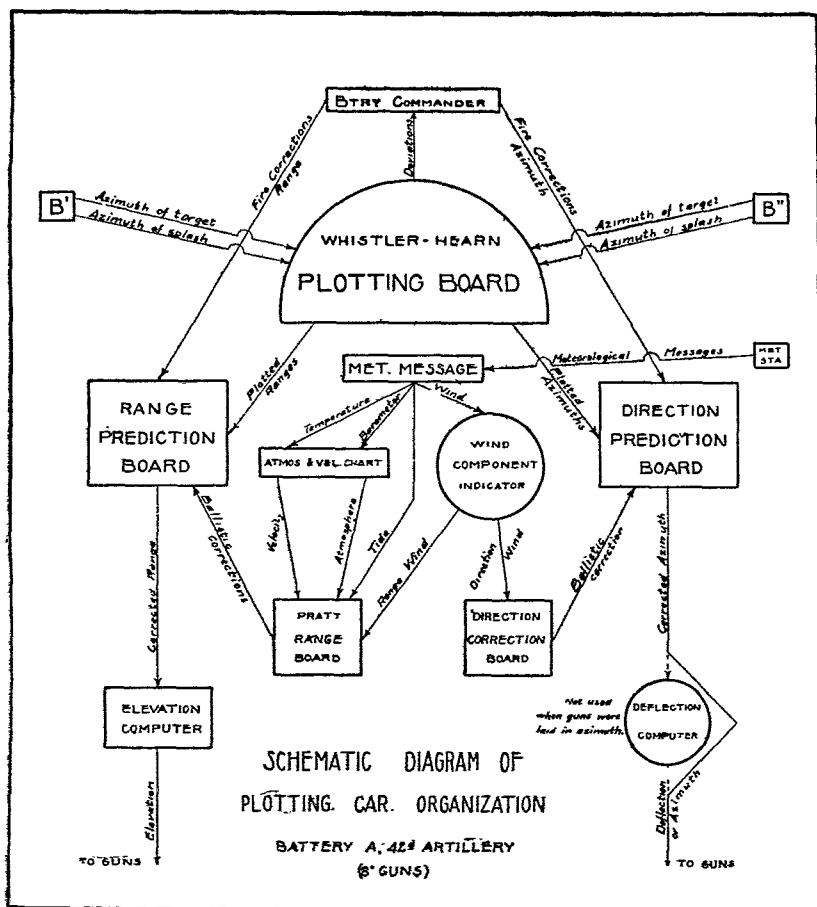 BTRY COMMANDER
Fire Corrections
Range
Deviations
Fire Corrections
Azimuth
B'
Azimuth of target
Azimuth of splash
B"
Azimuth of target
Azimuth of splash
WHISTLER-HEARN
PLOTTING BOARD
Plotted
Ranges
Plotted
Azimuths
Meteorological Messages
MET
STA
MET. MESSAGE
RANGE
PREDICTION
BOARD
DIRECTION
PREDICTION
BOARD
Temperature
Barometer
Wind
ATMOS & VEL. CHART
WIND
COMPONENT
INDICATOR
Ballistic
Corrections
Velocity
Atmosphere
Tide
Range Wind
Direction
Wind
Ballistic
correction
Corrected Range
Corrected Azimuth
PRATT
RANGE
BOARD
DIRECTION
CORRECTION
BOARD
ELEVATION
COMPUTER
Not used
when guns were
laid in azimuth.
DEFLECTION
COMPUTER
Elevation
Deflection
or Azimuth
SCHEMATIC DIAGRAM OF
PLOTTING. CAR. ORGANIZATION
BATTERY A, 42d ARTILLERY
(8" GUNS)
TO GUNS
TO GUNS